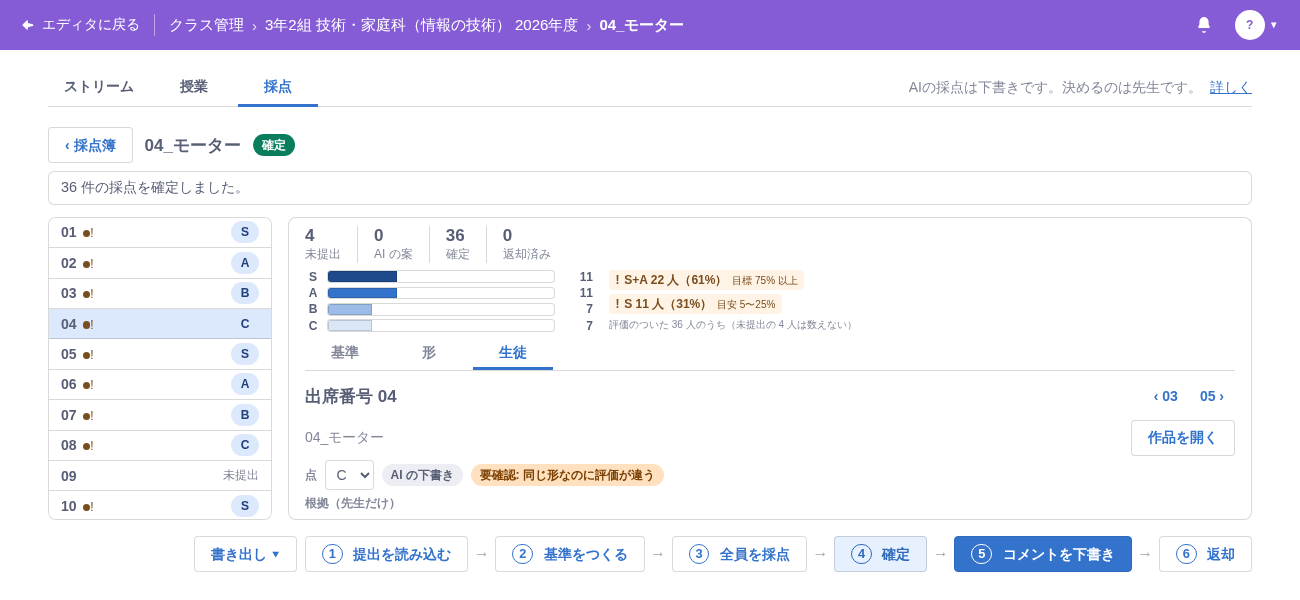 エディタに戻る クラス管理 › 3年2組 技術・家庭科（情報の技術） 2026年度 › 04_モーター ? ▾
ストリーム 授業 採点 AIの採点は下書きです。決めるのは先生です。 詳しく
‹ 採点簿 04_モーター 確定
36 件の採点を確定しました。
01 ●! S
02 ●! A
03 ●! B
04 ●! C
05 ●! S
06 ●! A
07 ●! B
08 ●! C
09 未提出
10 ●! S
4 0 36 0
未提出 AI の案 確定 返却済み
S 11
A 11
B 7
C 7
! S+A 22 人（61%） 目標 75% 以上
! S 11 人（31%） 目安 5〜25%
評価のついた 36 人のうち（未提出の 4 人は数えない）
基準 形 生徒
出席番号 04 ‹ 03 05 ›
04_モーター 作品を開く
点 C AI の下書き 要確認: 同じ形なのに評価が違う
根拠（先生だけ）
書き出し ▾ 1 提出を読み込む → 2 基準をつくる → 3 全員を採点 → 4 確定 → 5 コメントを下書き → 6 返却